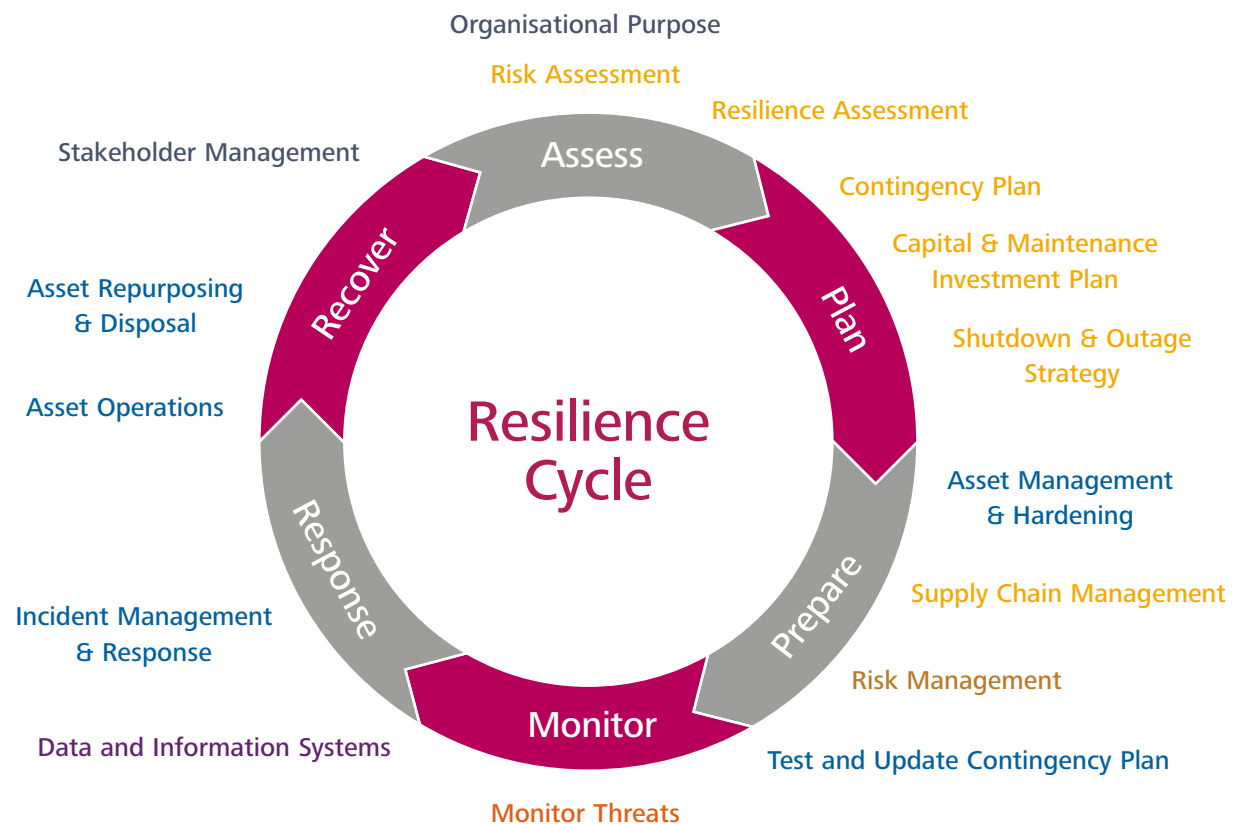 Organisational Purpose
Risk Assessment
Resilience Assessment
Assess
Stakeholder Management
Contingency Plan
Capital & Maintenance
Investment Plan
Plan
Shutdown & Outage
Strategy
Recover
Asset Repurposing
& Disposal
Asset Operations
Resilience
Cycle
Asset Management
& Hardening
Supply Chain Management
Prepare
Risk Management
Response
Incident Management
& Response
Monitor
Data and Information Systems
Test and Update Contingency Plan
Monitor Threats